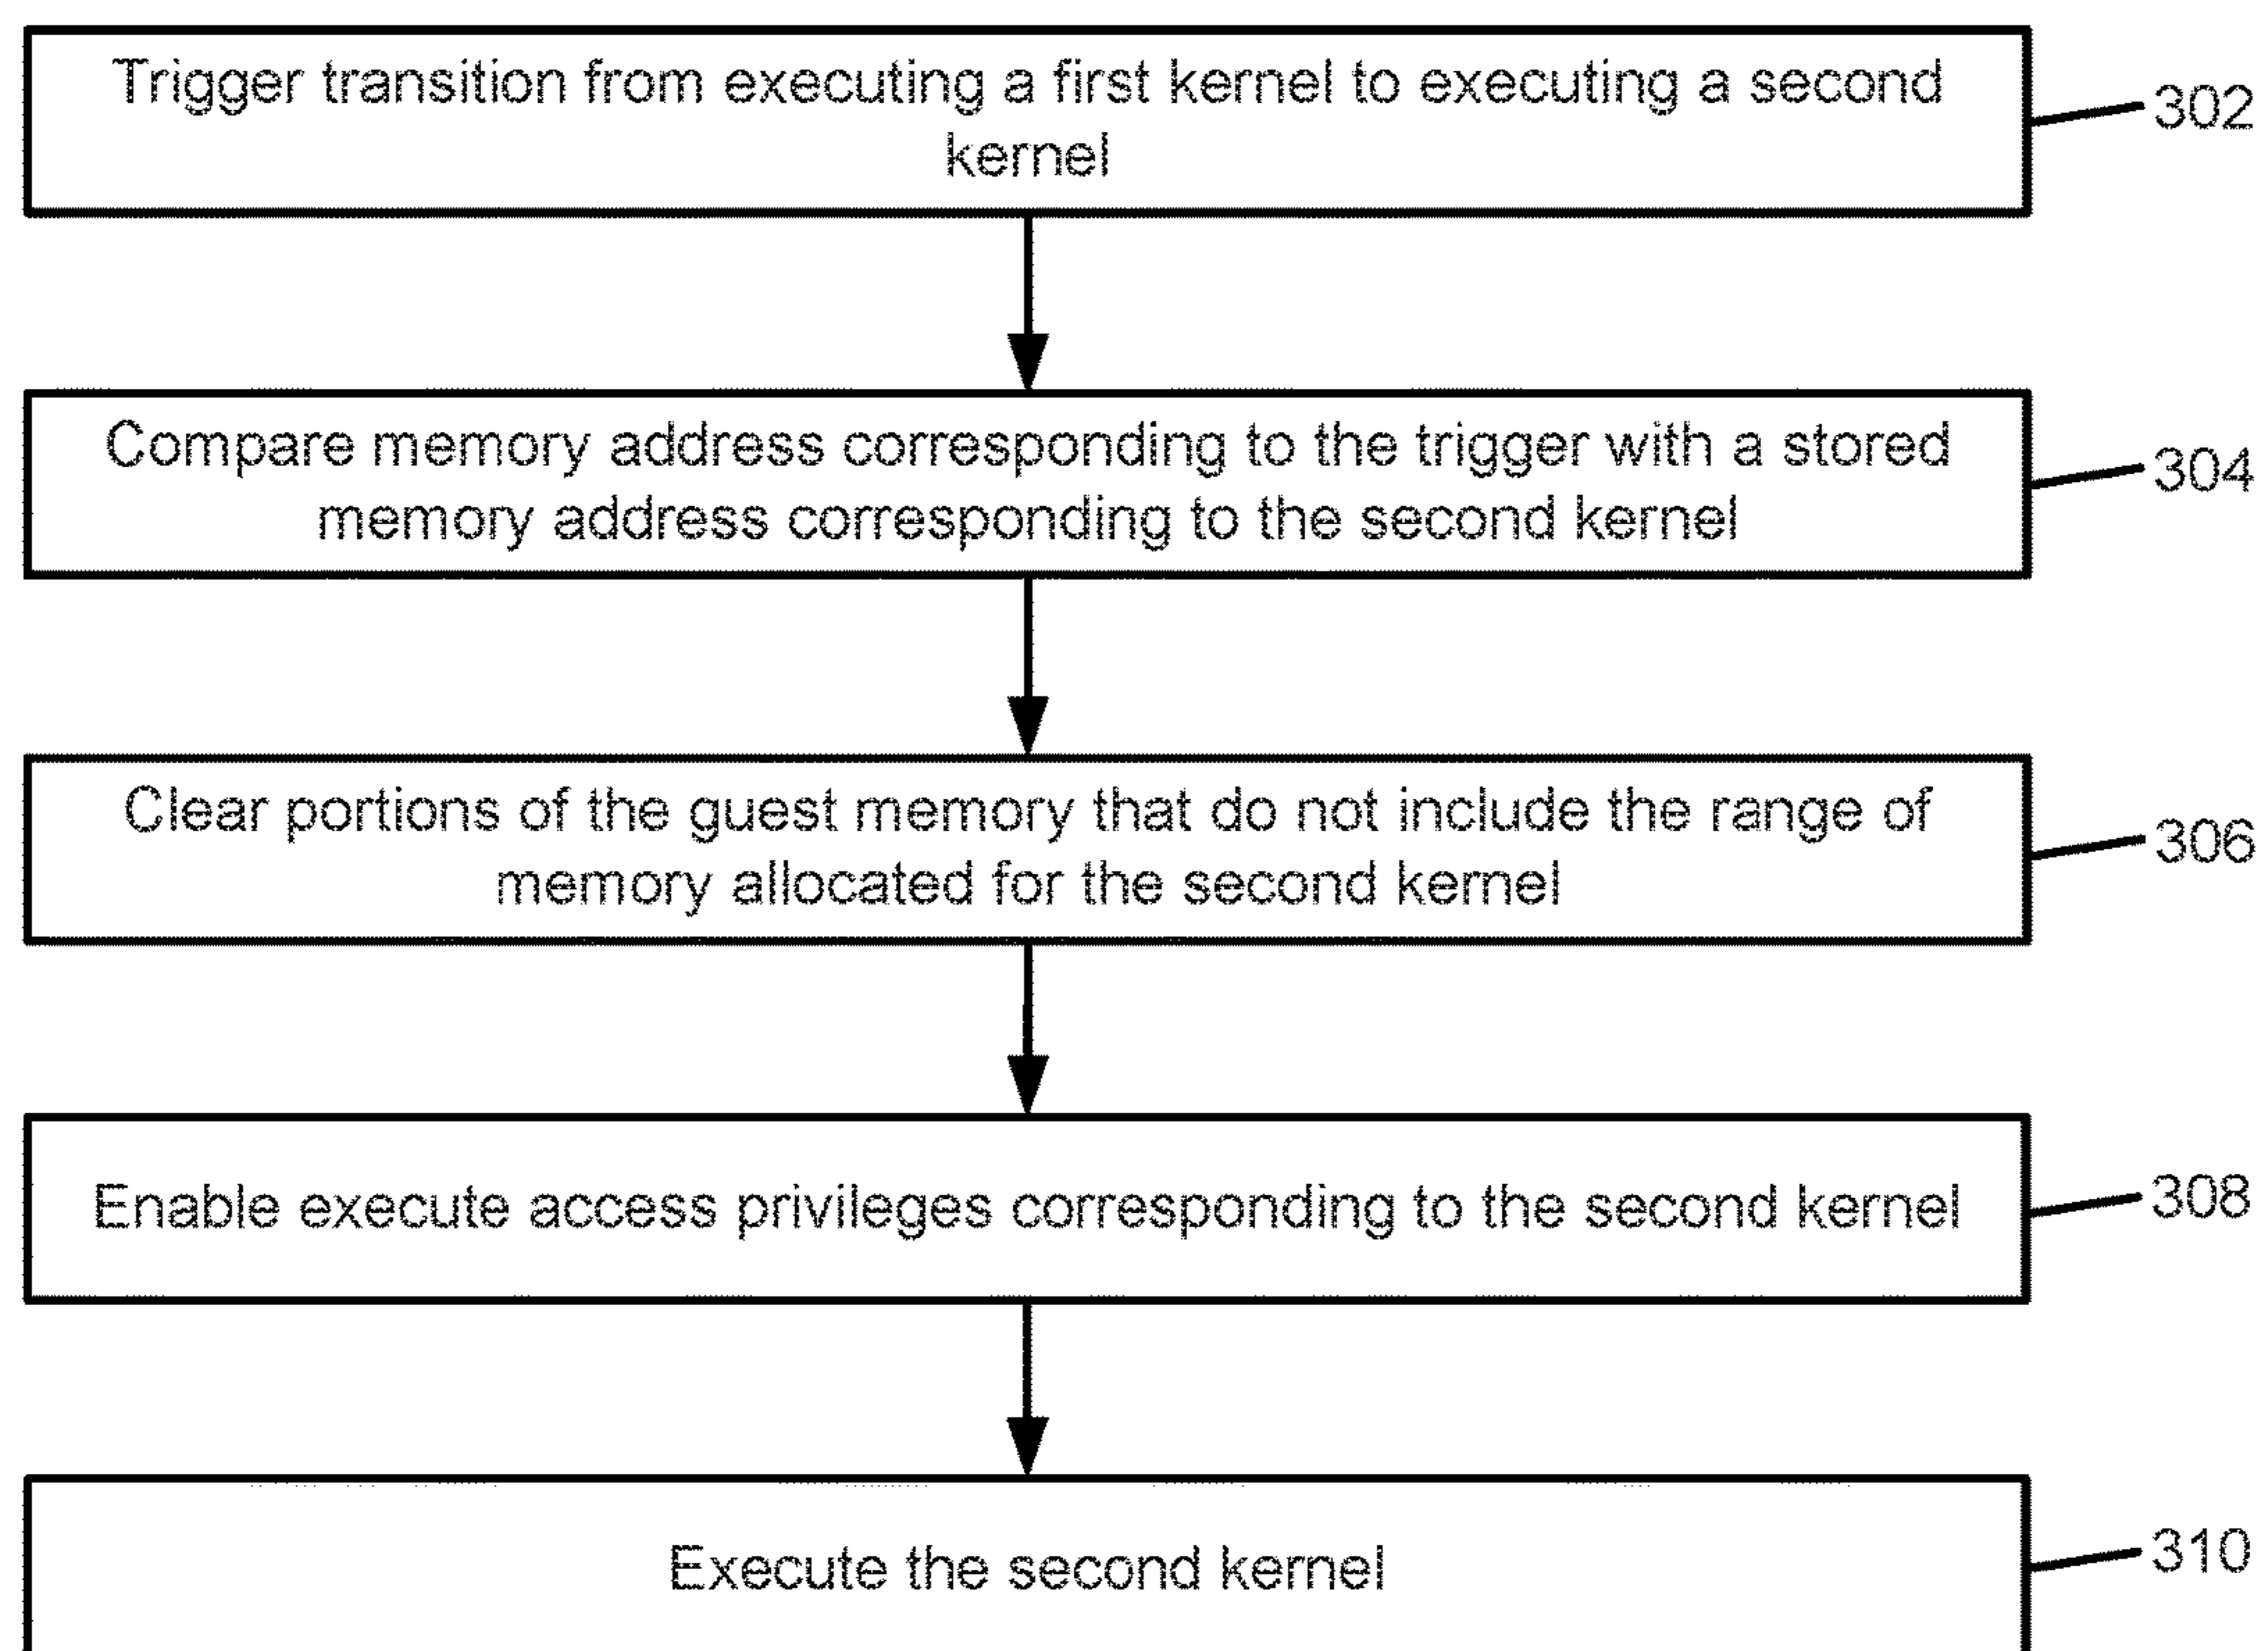 Trigger transition from executing a first kernel to executing a second
kernel
302
Compare memory address corresponding to the trigger with a stored
memory address corresponding to the second kernel
304
Clear portions of the guest memory that do not include the range of
memory allocated for the second kernel
306
Enable execute access privileges corresponding to the second kernel
308
Execute the second kernel
310